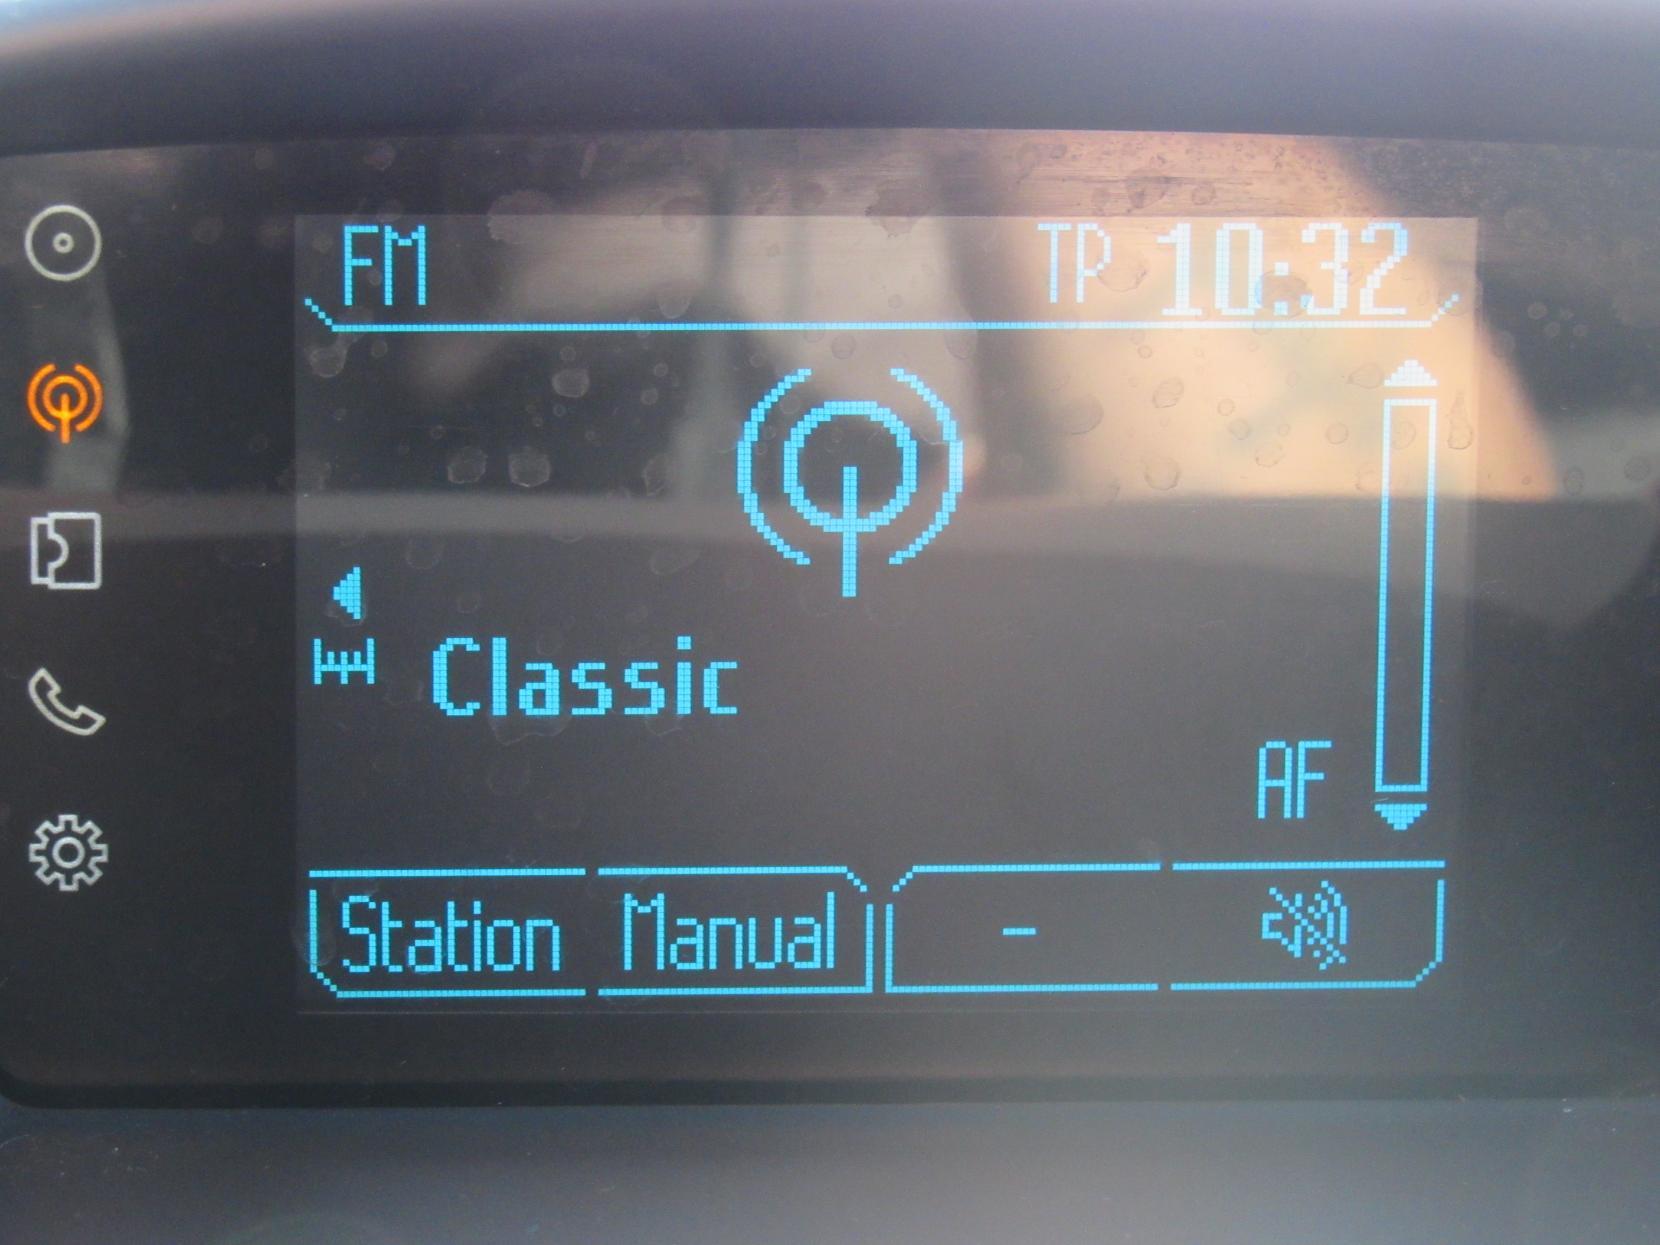 FM TP 10:32
Classic
AF
Station Manual -